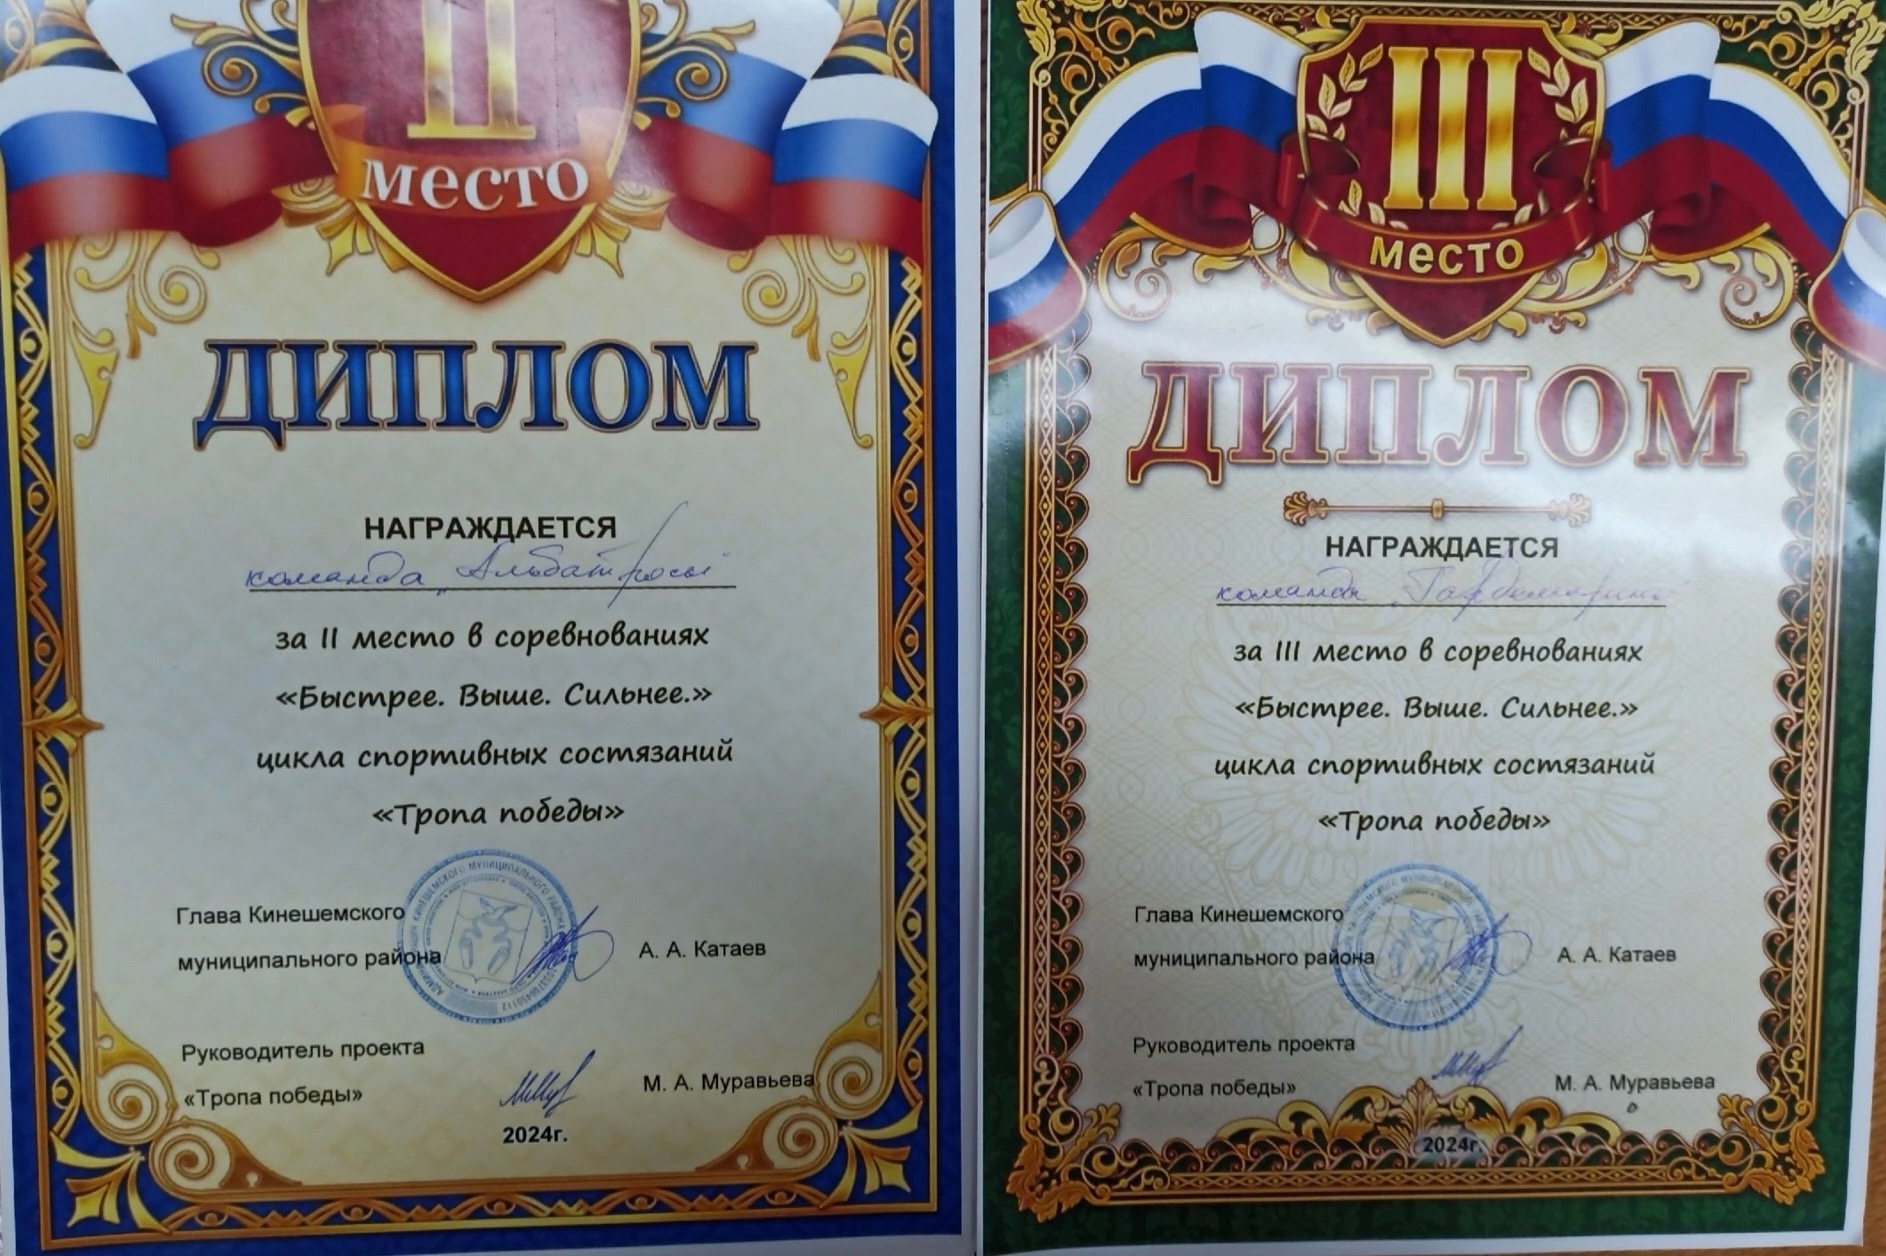 II
место
ДИПЛОМ
НАГРАЖДАЕТСЯ
команда „Альбатросы"
за II место в соревнованиях
«Быстрее. Выше. Сильнее.»
цикла спортивных состязаний
«Тропа победы»
Глава Кинешемского
муниципального района
А. А. Катаев
Руководитель проекта
«Тропа победы»
М. А. Муравьева
2024г.
III
место
ДИПЛОМ
НАГРАЖДАЕТСЯ
команда „Гардемарины"
за III место в соревнованиях
«Быстрее. Выше. Сильнее.»
цикла спортивных состязаний
«Тропа победы»
Глава Кинешемского
муниципального района
А. А. Катаев
Руководитель проекта
«Тропа победы»
М. А. Муравьева
2024г.